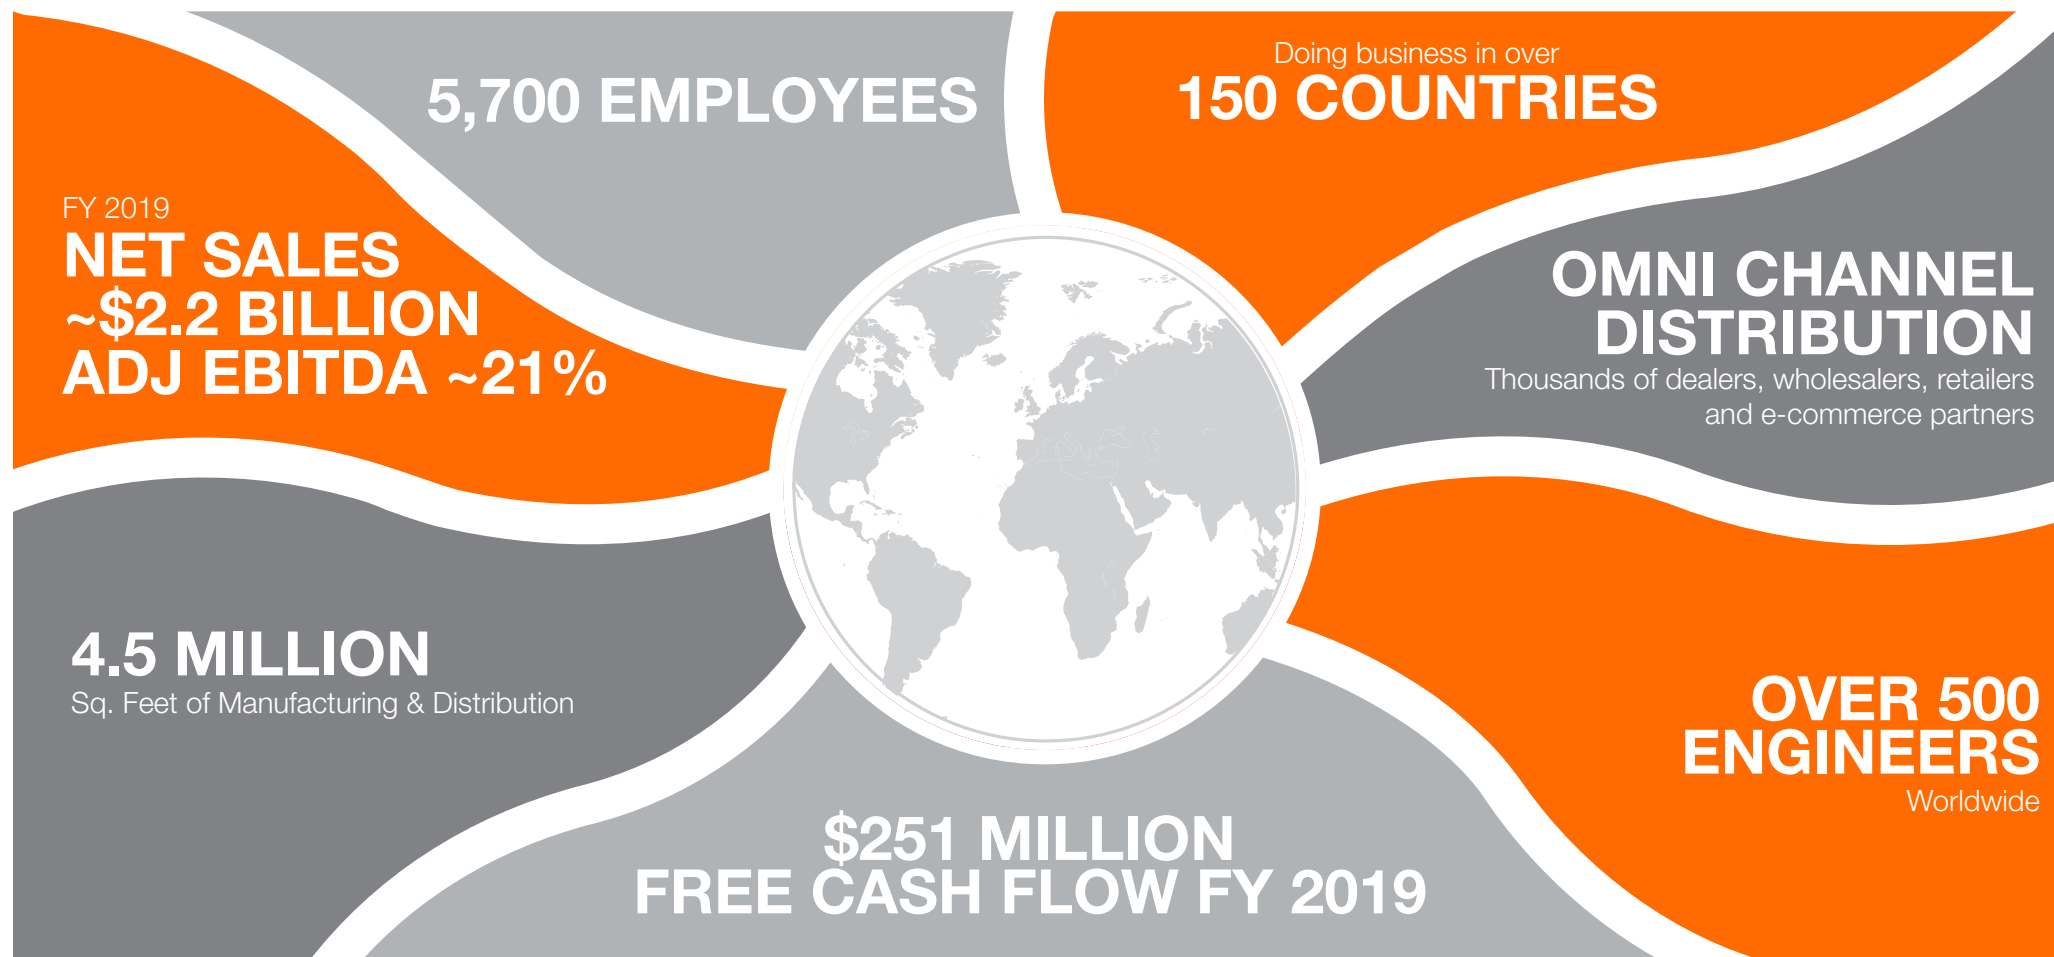 5,700 EMPLOYEES
Doing business in over
150 COUNTRIES
FY 2019
NET SALES
~$2.2 BILLION
ADJ EBITDA ~21%
OMNI CHANNEL
DISTRIBUTION
Thousands of dealers, wholesalers, retailers
and e-commerce partners
4.5 MILLION
Sq. Feet of Manufacturing & Distribution
OVER 500
ENGINEERS
Worldwide
$251 MILLION
FREE CASH FLOW FY 2019